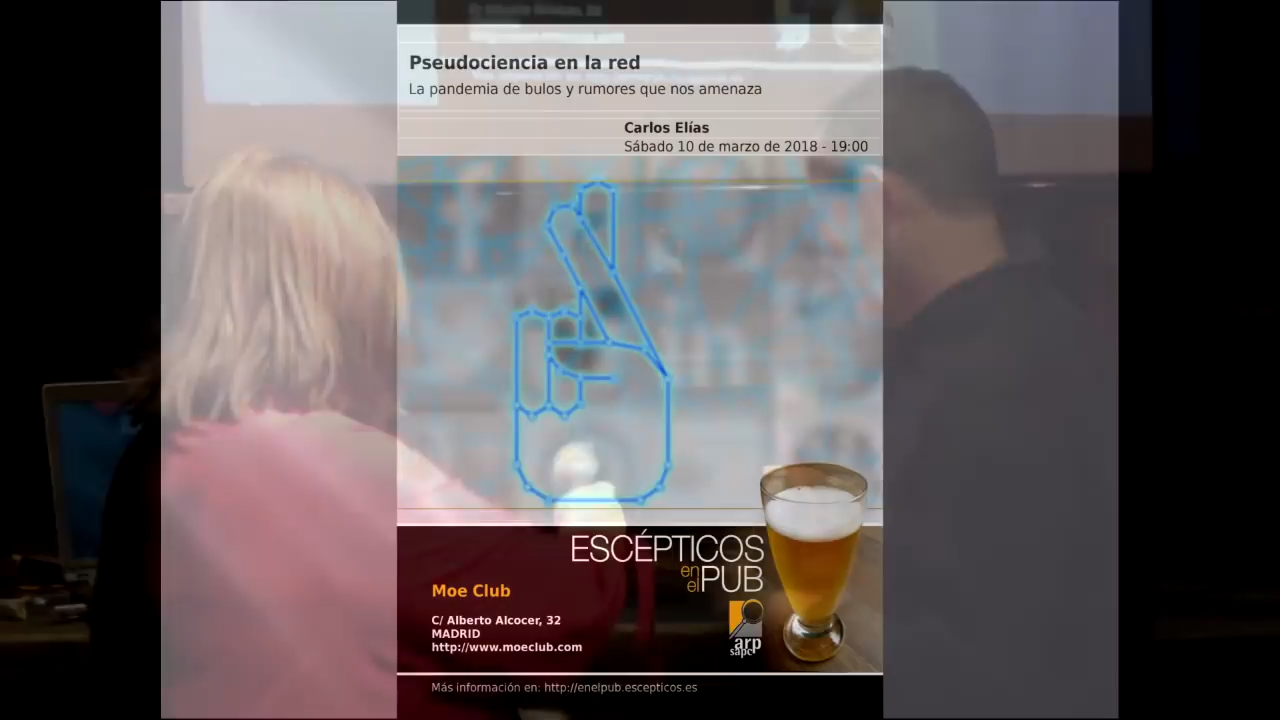 Pseudociencia en la red
La pandemia de bulos y rumores que nos amenaza
Carlos Elías
Sábado 10 de marzo de 2018 - 19:00
ESCÉPTICOS
en
el PUB
Moe Club
C/ Alberto Alcocer, 32
MADRID
http://www.moeclub.com
arp
sapc
Más información en: http://enelpub.escepticos.es